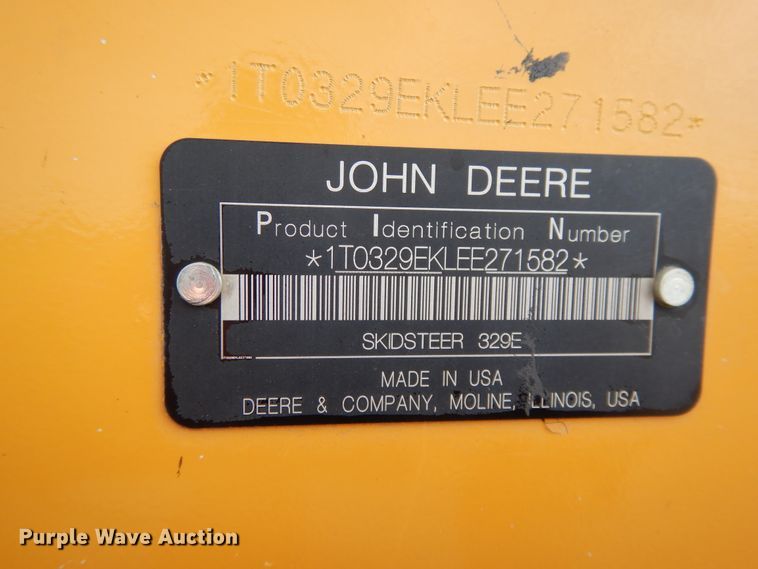 *1T0329EKLEE271582*
JOHN DEERE
Product Identification Number
*1T0329EKLEE271582*
SKIDSTEER 329E
MADE IN USA
DEERE & COMPANY, MOLINE, ILLINOIS, USA
Purple Wave Auction